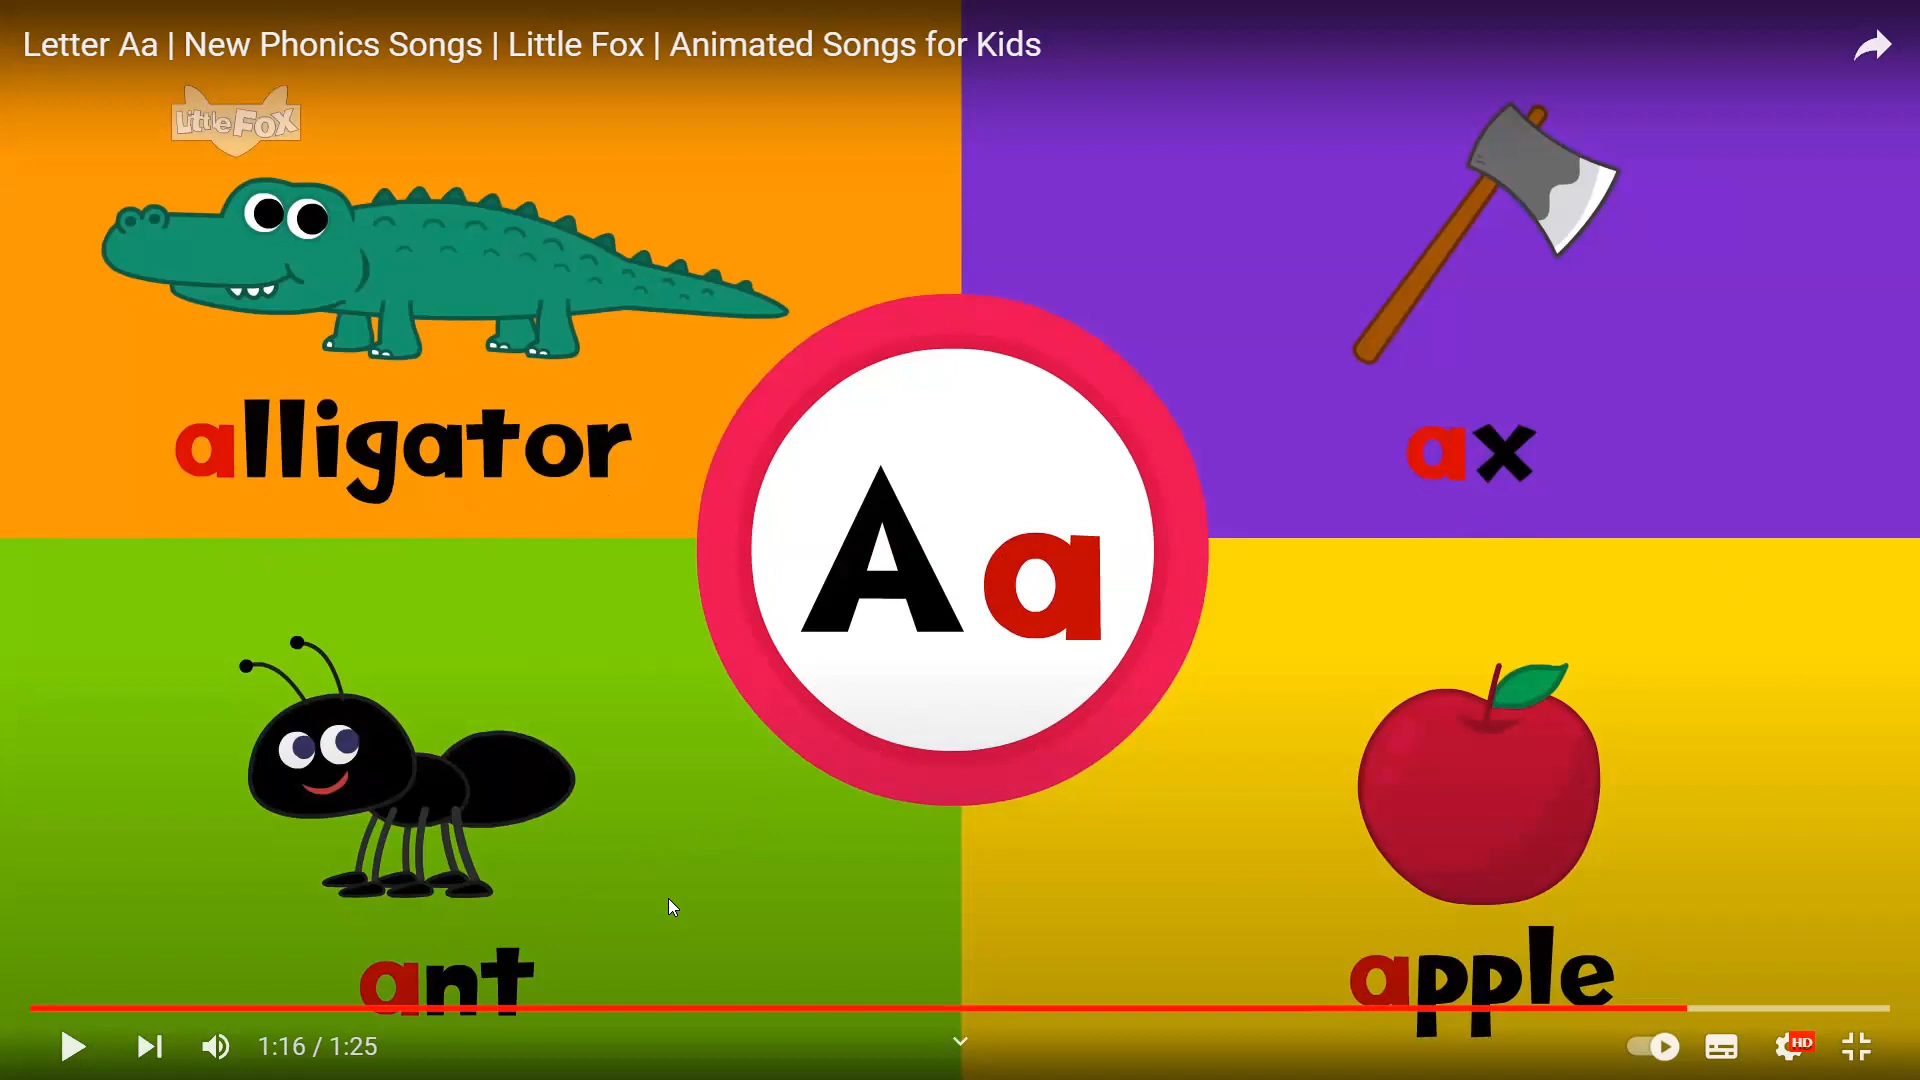 Letter Aa | New Phonics Songs | Little Fox | Animated Songs for Kids
Little Fox
alligator
ax
Aa
ant
apple
1:16 / 1:25
HD